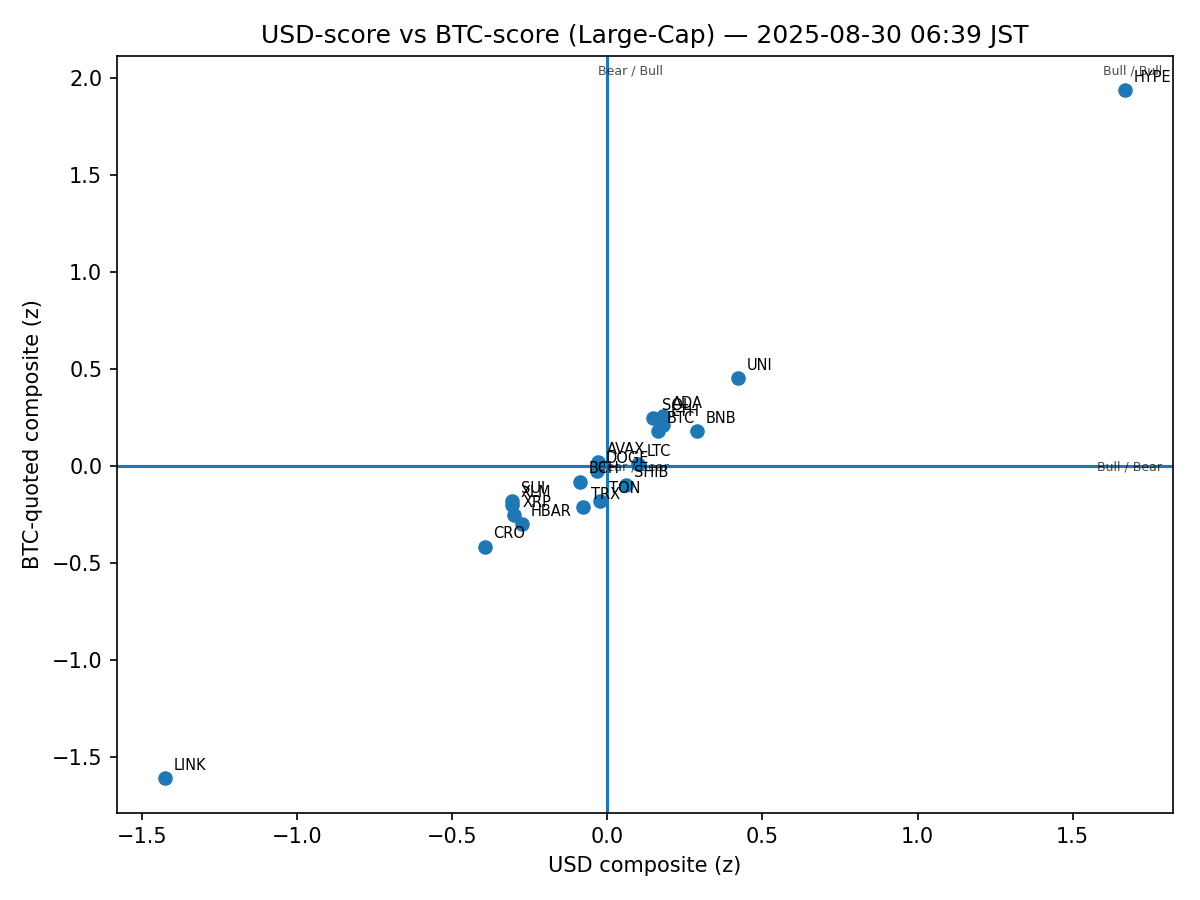 USD-score vs BTC-score (Large-Cap) — 2025-08-30 06:39 JST
Bear / Bull
Bull / Bull
HYPE
UNI
ADA
SOL
ETH
BTC
BNB
AVAX
LTC
DOGE
BCH
Bear / Bear
SHIB
Bull / Bear
TON
TRX
SUI
XLM
XRP
HBAR
CRO
LINK
2.0
1.5
1.0
0.5
0.0
−0.5
−1.0
−1.5
BTC-quoted composite (z)
−1.5
−1.0
−0.5
0.0
0.5
1.0
1.5
USD composite (z)